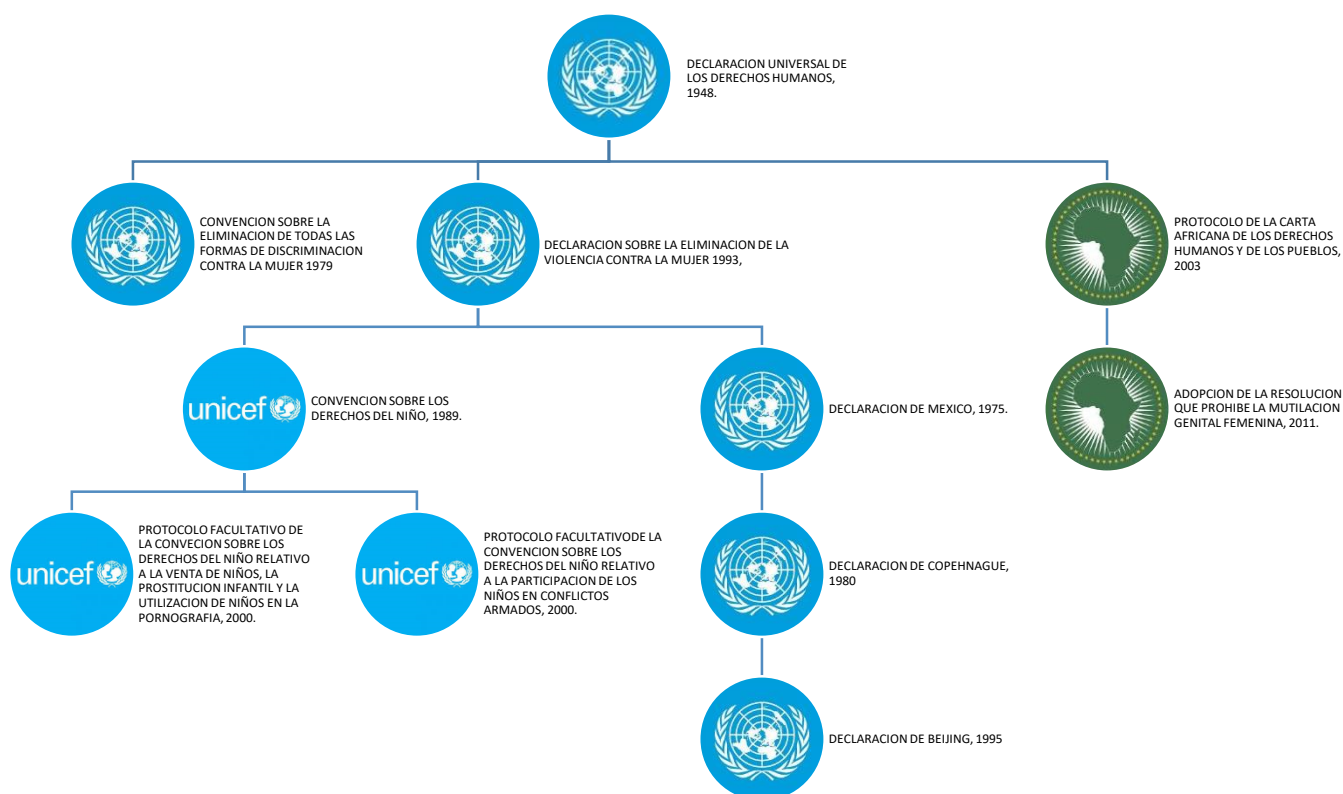 DECLARACION UNIVERSAL DE
LOS DERECHOS HUMANOS,
1948.
CONVENCION SOBRE LA
ELIMINACION DE TODAS LAS
FORMAS DE DISCRIMINACION
CONTRA LA MUJER 1979
DECLARACION SOBRE LA ELIMINACION DE LA
VIOLENCIA CONTRA LA MUJER 1993,
PROTOCOLO DE LA CARTA
AFRICANA DE LOS DERECHOS
HUMANOS Y DE LOS PUEBLOS,
2003
unicef
CONVENCION SOBRE LOS
DERECHOS DEL NIÑO, 1989.
DECLARACION DE MEXICO, 1975.
ADOPCION DE LA RESOLUCION
QUE PROHIBE LA MUTILACION
GENITAL FEMENINA, 2011.
unicef
PROTOCOLO FACULTATIVO DE
LA CONVECION SOBRE LOS
DERECHOS DEL NIÑO RELATIVO
A LA VENTA DE NIÑOS, LA
PROSTITUCION INFANTIL Y LA
UTILIZACION DE NIÑOS EN LA
PORNOGRAFIA, 2000.
unicef
PROTOCOLO FACULTATIVODE LA
CONVENCION SOBRE LOS
DERECHOS DEL NIÑO RELATIVO
A LA PARTICIPACION DE LOS
NIÑOS EN CONFLICTOS
ARMADOS, 2000.
DECLARACION DE COPEHNAGUE,
1980
DECLARACION DE BEIJING, 1995